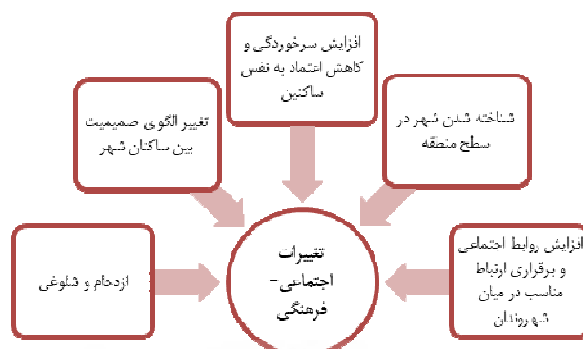 افزایش سرخوردگی و
کاهش اعتماد به نفس
ساکنین
شناخته شدن شهر در
سطح منطقه
تغییر الگوی صمیمیت
بین ساکنان شهر
افزایش روابط اجتماعی
و برقراری ارتباط
مناسب در میان
شهروندان
تغییرات
اجتماعی-
فرهنگی
ازدحام و شلوغی